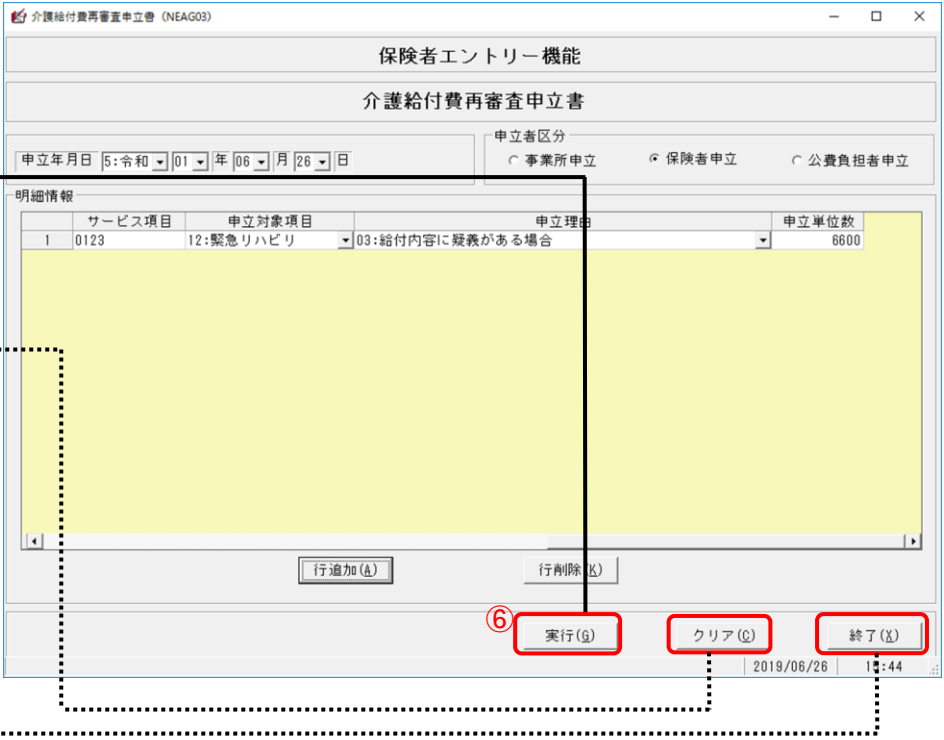 介護給付費再審査申立書 (NEAG03)
保険者エントリー機能
介護給付費再審査申立書
申立年月日 5:令和 01 年 06 月 26 日
申立者区分
事業所申立 保険者申立 公費負担者申立
明細情報
サービス項目 申立対象項目 申立理由 申立単位数
1 0123 12:緊急リハビリ 03:給付内容に疑義がある場合 6600
行追加(A) 行削除(K)
⑥
実行(G) クリア(C) 終了(X)
2019/06/26 :44